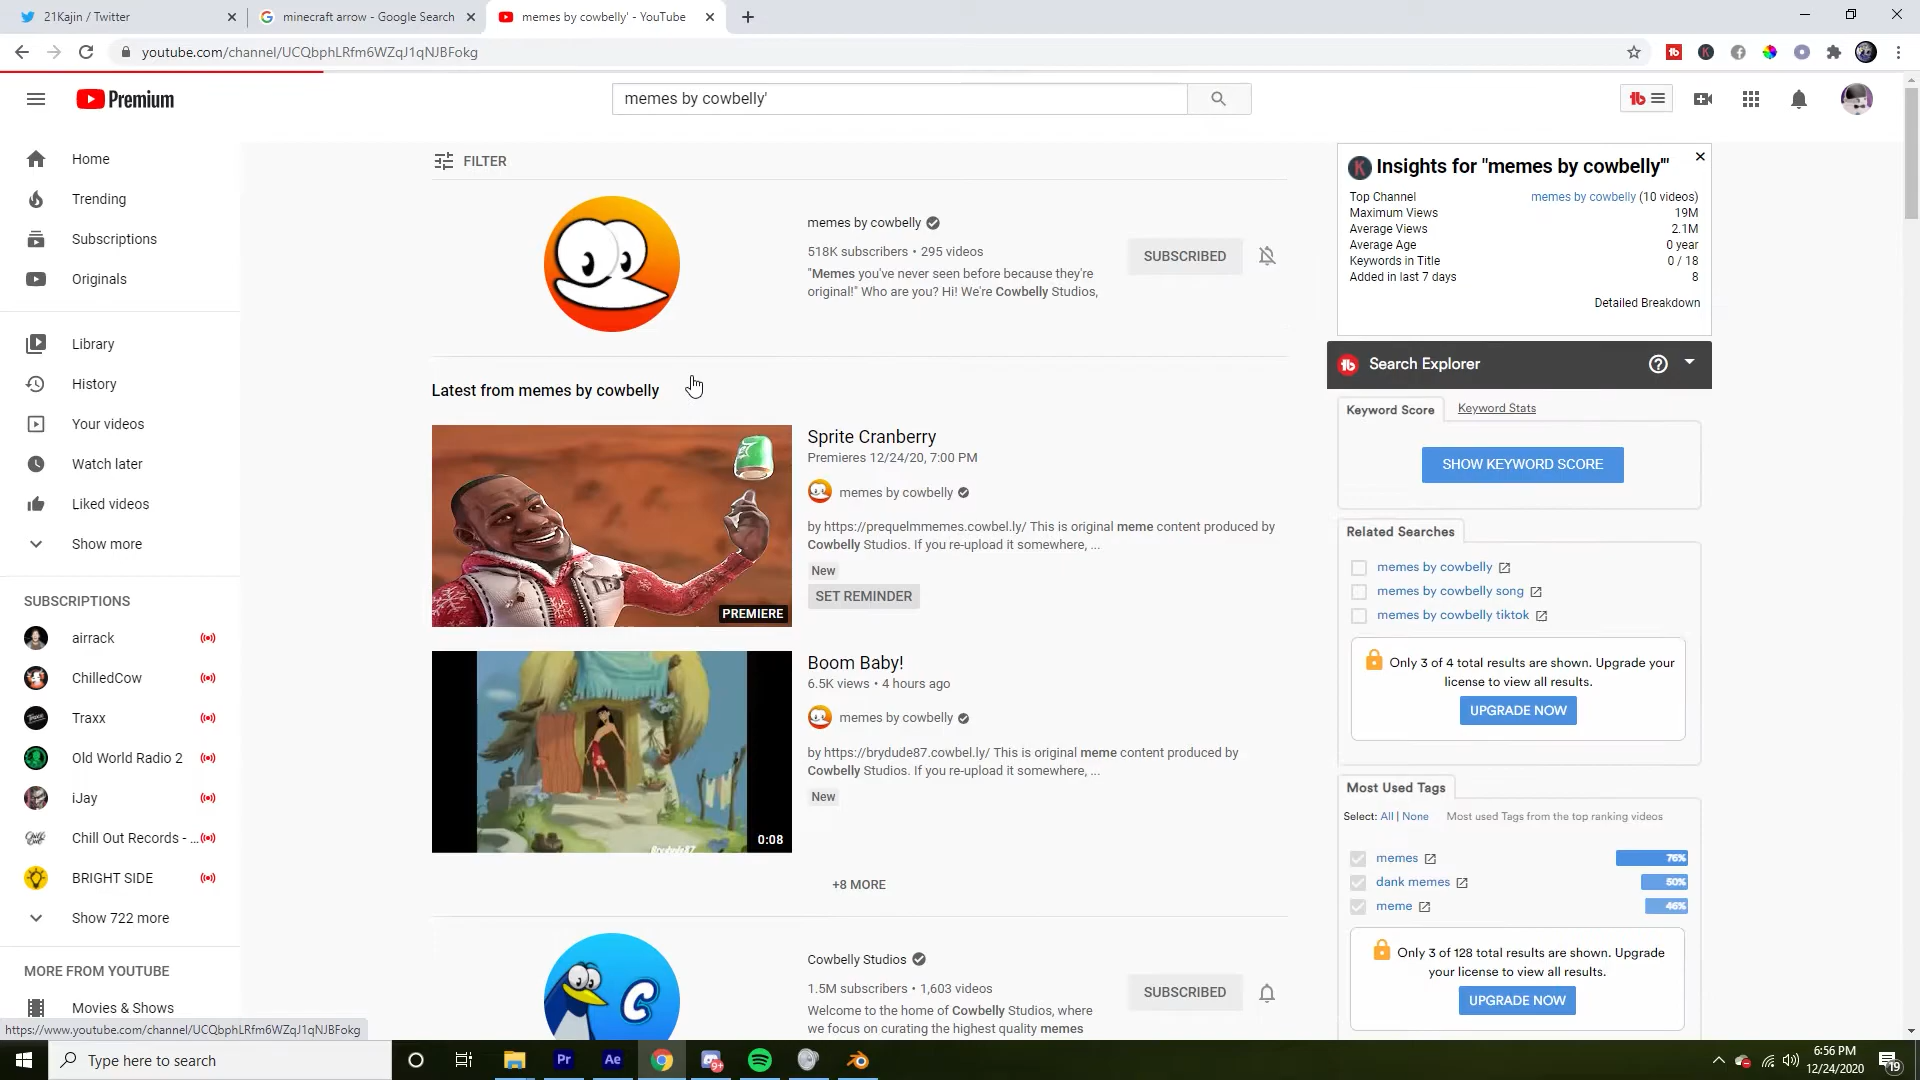 21Kajin / Twitter
minecraft arrow - Google Search
memes by cowbelly' - YouTube
youtube.com/channel/UCQbphLRfm6WZqJ1qNJBFokg
Premium
memes by cowbelly'
Home
Trending
Subscriptions
Originals
Library
History
Your videos
Watch later
Liked videos
Show more
SUBSCRIPTIONS
airrack
ChilledCow
Traxx
Old World Radio 2
iJay
Chill Out Records - ...
BRIGHT SIDE
Show 722 more
MORE FROM YOUTUBE
Movies & Shows
https://www.youtube.com/channel/UCQbphLRfm6WZqJ1qNJBFokg
FILTER
memes by cowbelly
518K subscribers • 295 videos
"Memes you've never seen before because they're
original!" Who are you? Hi! We're Cowbelly Studios,
SUBSCRIBED
Latest from memes by cowbelly
PREMIERE
Sprite Cranberry
Premieres 12/24/20, 7:00 PM
memes by cowbelly
by https://prequelmmemes.cowbel.ly/ This is original meme content produced by
Cowbelly Studios. If you re-upload it somewhere, ...
New
SET REMINDER
Brydude87
0:08
Boom Baby!
6.5K views • 4 hours ago
memes by cowbelly
by https://brydude87.cowbel.ly/ This is original meme content produced by
Cowbelly Studios. If you re-upload it somewhere, ...
New
+8 MORE
C
Cowbelly Studios
1.5M subscribers • 1,603 videos
Welcome to the home of Cowbelly Studios, where
we focus on curating the highest quality memes
SUBSCRIBED
Insights for "memes by cowbelly'"
Top Channel memes by cowbelly (10 videos)
Maximum Views 19M
Average Views 2.1M
Average Age 0 year
Keywords in Title 0 / 18
Added in last 7 days 8
Detailed Breakdown
Search Explorer
Keyword Score
Keyword Stats
SHOW KEYWORD SCORE
Related Searches
memes by cowbelly
memes by cowbelly song
memes by cowbelly tiktok
Only 3 of 4 total results are shown. Upgrade your
license to view all results.
UPGRADE NOW
Most Used Tags
Select: All | None Most used Tags from the top ranking videos
memes 76%
dank memes 50%
meme 46%
Only 3 of 128 total results are shown. Upgrade
your license to view all results.
UPGRADE NOW
Type here to search
Pr
Ae
9+
6:56 PM
12/24/2020
19